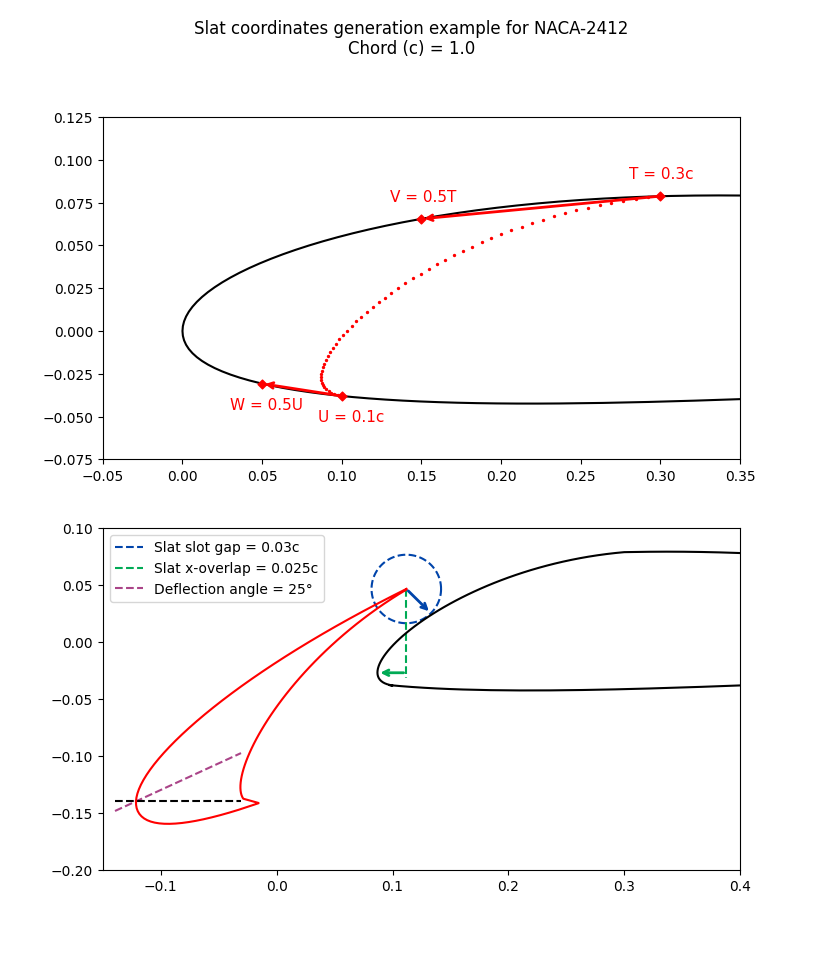 Slat coordinates generation example for NACA-2412
Chord (c) = 1.0
0.125
0.100
0.075
0.050
0.025
0.000
−0.025
−0.050
−0.075
T = 0.3c
V = 0.5T
W = 0.5U
U = 0.1c
−0.05 0.00 0.05 0.10 0.15 0.20 0.25 0.30 0.35
0.10
0.05
0.00
−0.05
−0.10
−0.15
−0.20
Slat slot gap = 0.03c
Slat x-overlap = 0.025c
Deflection angle = 25°
−0.1 0.0 0.1 0.2 0.3 0.4